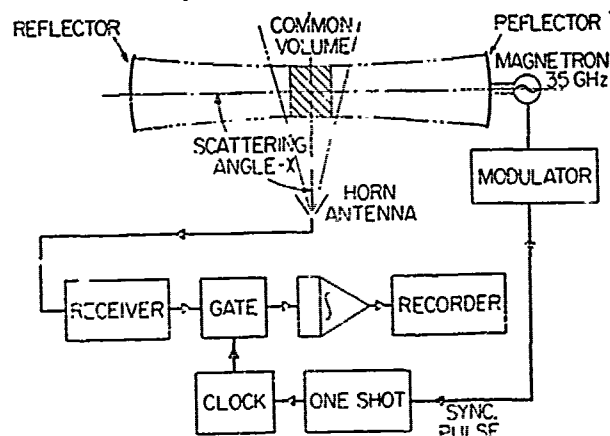 REFLECTOR
COMMON
VOLUME
PEFLECTOR
MAGNETRON
35 GHz
SCATTERING
ANGLE-X
HORN
ANTENNA
MODULATOR
RECEIVER
GATE
∫
RECORDER
CLOCK
ONE SHOT
SYNC.
PULSE